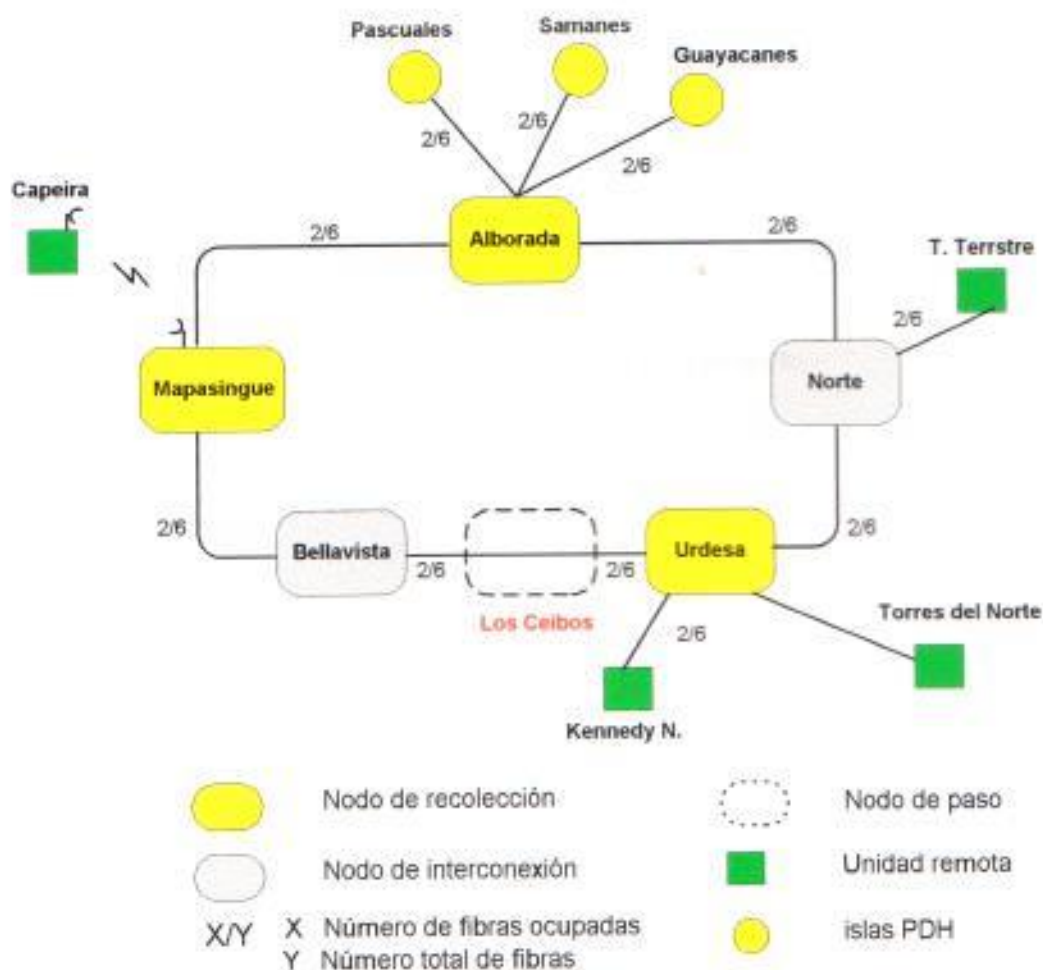 Pascuales
Samanes
Guayacanes
2/6
2/6
2/6
Capeira
2/6
Alborada
2/6
T. Terrstre
2/6
Mapasingue
Norte
2/6
Bellavista
2/6
2/6
Urdesa
2/6
Los Ceibos
2/6
Torres del Norte
Kennedy N.
Nodo de recolección
Nodo de paso
Nodo de interconexión
Unidad remota
X/Y
X Número de fibras ocupadas
Y Número total de fibras
islas PDH